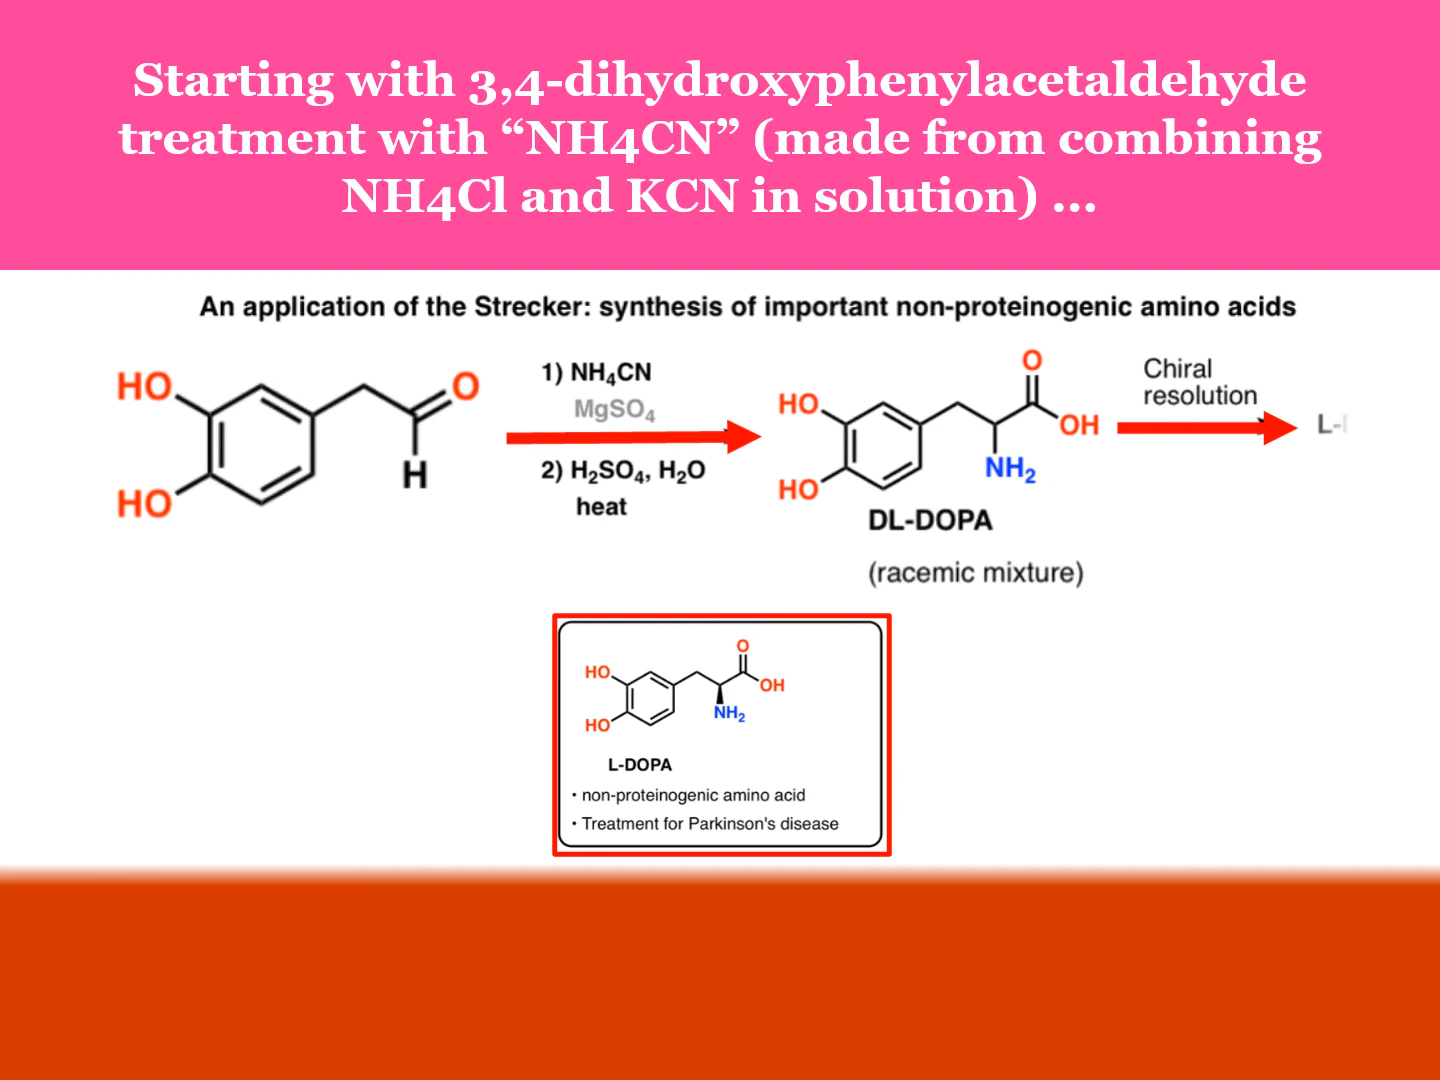 Starting with 3,4-dihydroxyphenylacetaldehyde
treatment with “NH4CN” (made from combining
NH4Cl and KCN in solution) ...
An application of the Strecker: synthesis of important non-proteinogenic amino acids
HO
HO
O
H
1) NH₄CN
MgSO₄
2) H₂SO₄, H₂O
heat
HO
HO
O
OH
NH₂
DL-DOPA
(racemic mixture)
Chiral
resolution
L-
HO
HO
O
OH
NH₂
L-DOPA
• non-proteinogenic amino acid
• Treatment for Parkinson's disease